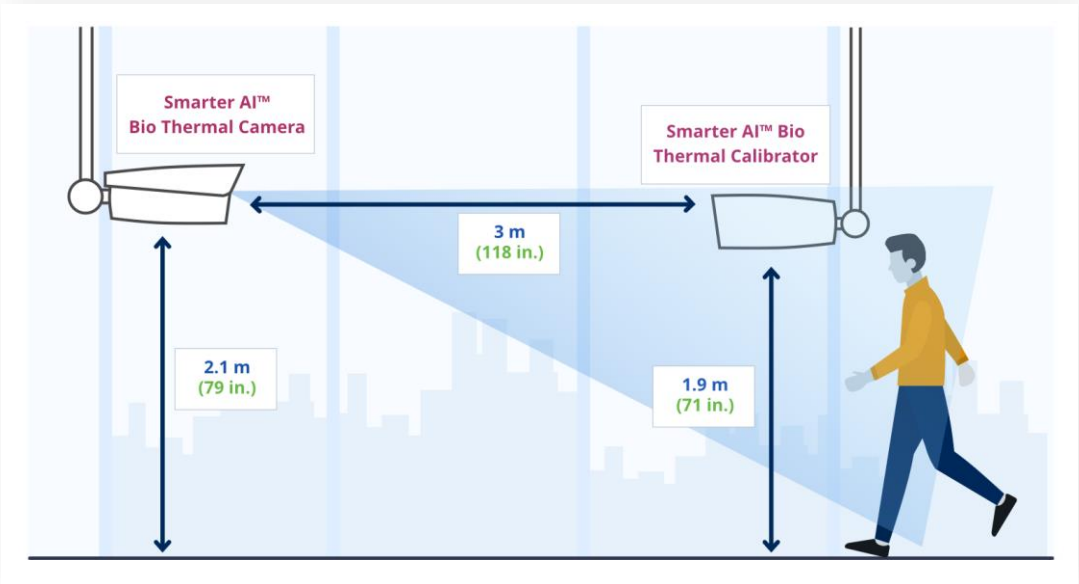 Smarter AI™
Bio Thermal Camera
Smarter AI™ Bio
Thermal Calibrator
3 m
(118 in.)
2.1 m
(79 in.)
1.9 m
(71 in.)